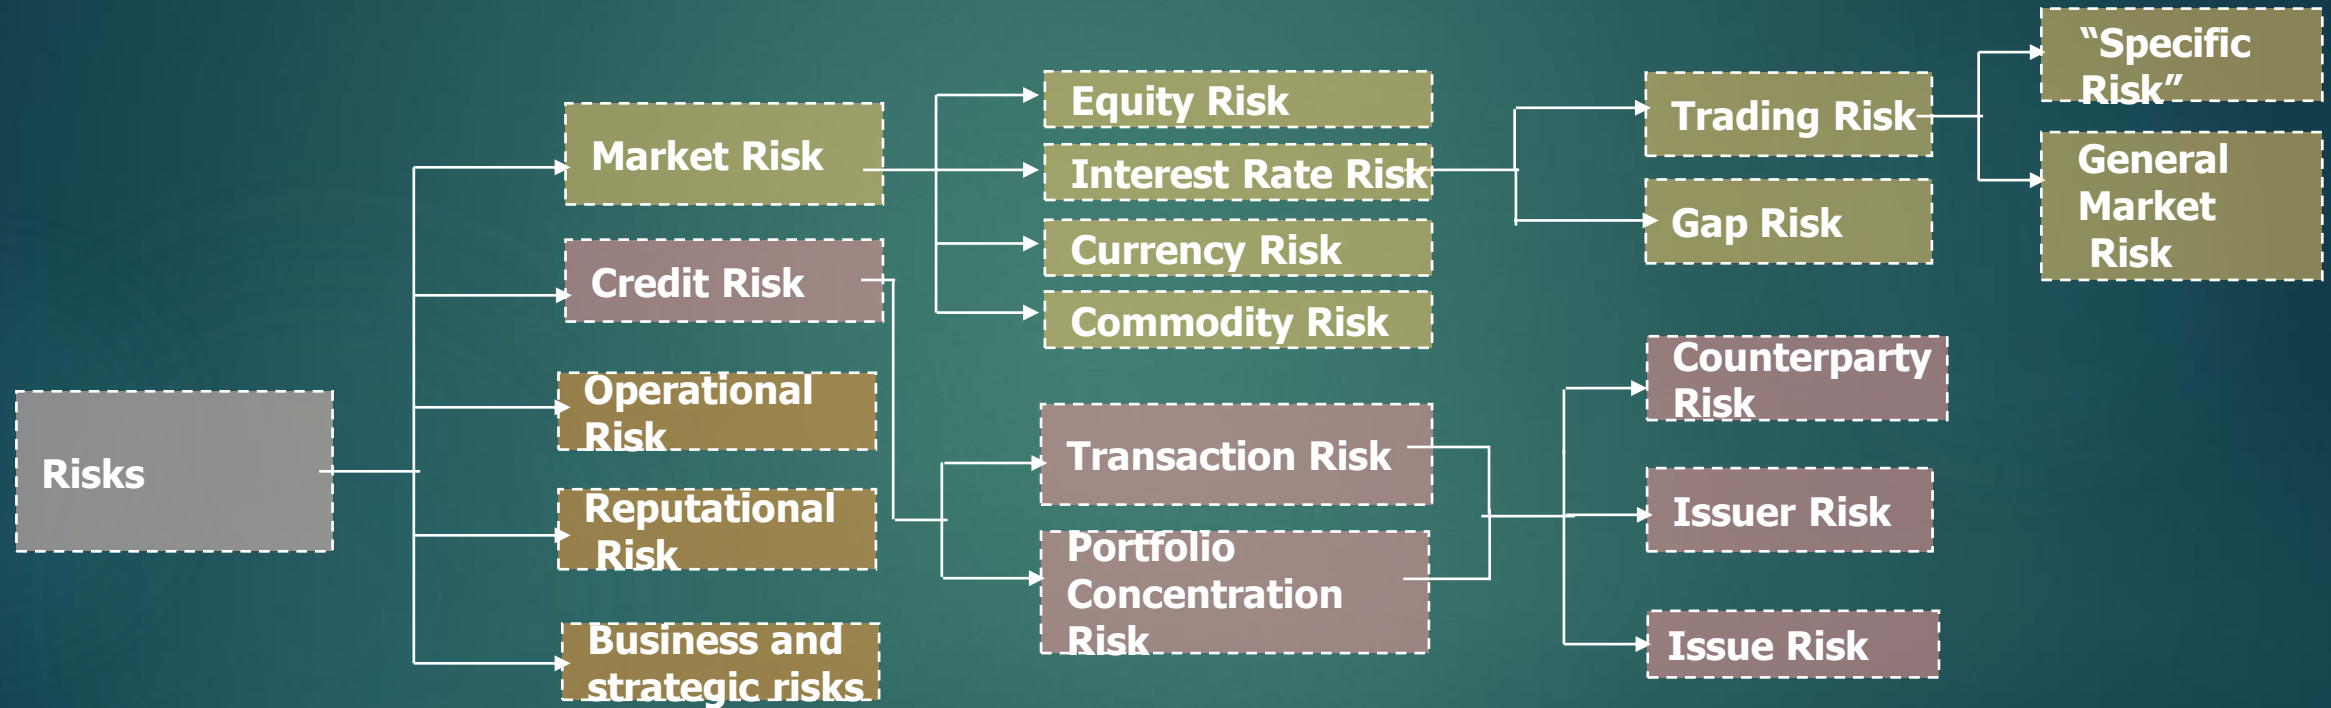 Risks
Market Risk
Credit Risk
Operational
Risk
Reputational
Risk
Business and
strategic risks
Equity Risk
Interest Rate Risk
Currency Risk
Commodity Risk
Transaction Risk
Portfolio
Concentration
Risk
Trading Risk
Gap Risk
Counterparty
Risk
Issuer Risk
Issue Risk
“Specific
Risk”
General
Market
Risk